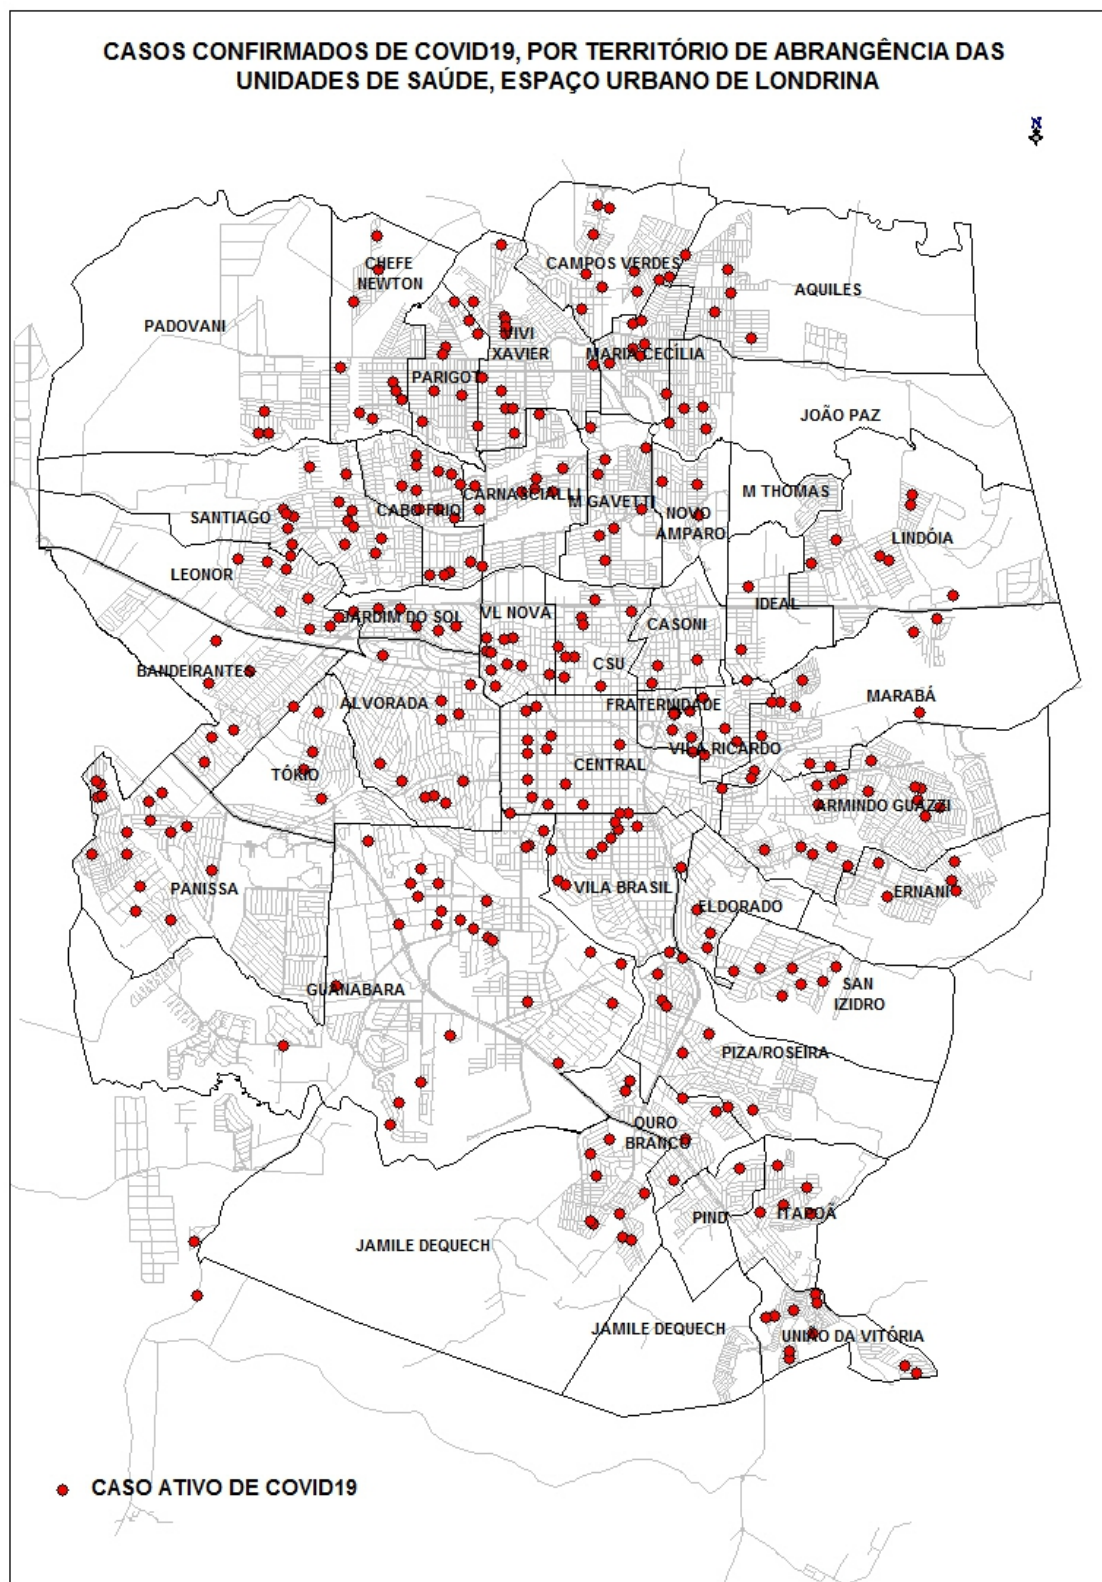 CASOS CONFIRMADOS DE COVID19, POR TERRITÓRIO DE ABRANGÊNCIA DAS
UNIDADES DE SAÚDE, ESPAÇO URBANO DE LONDRINA
N
CHEFE
NEWTON
CAMPOS VERDES
AQUILES
PADOVANI
VIVI
XAVIER
MARIA CECÍLIA
PARIGOT
JOÃO PAZ
CARNASCIALLI
M THOMAS
M GAVETTI
SANTIAGO
CABO FRIO
NOVO
AMPARO
LINDÓIA
LEONOR
IDEAL
JARDIM DO SOL
VL NOVA
CASONI
BANDEIRANTES
CSU
MARABÁ
ALVORADA
FRATERNIDADE
VILA RICARDO
TÓKIO
CENTRAL
ARMINDO GUAZZI
PANISSA
VILA BRASIL
ERNANI
ELDORADO
GUANABARA
SAN
IZIDRO
PIZA/ROSEIRA
OURO
BRANCO
PIND
ITAPOÃ
JAMILE DEQUECH
JAMILE DEQUECH
UNIÃO DA VITÓRIA
CASO ATIVO DE COVID19